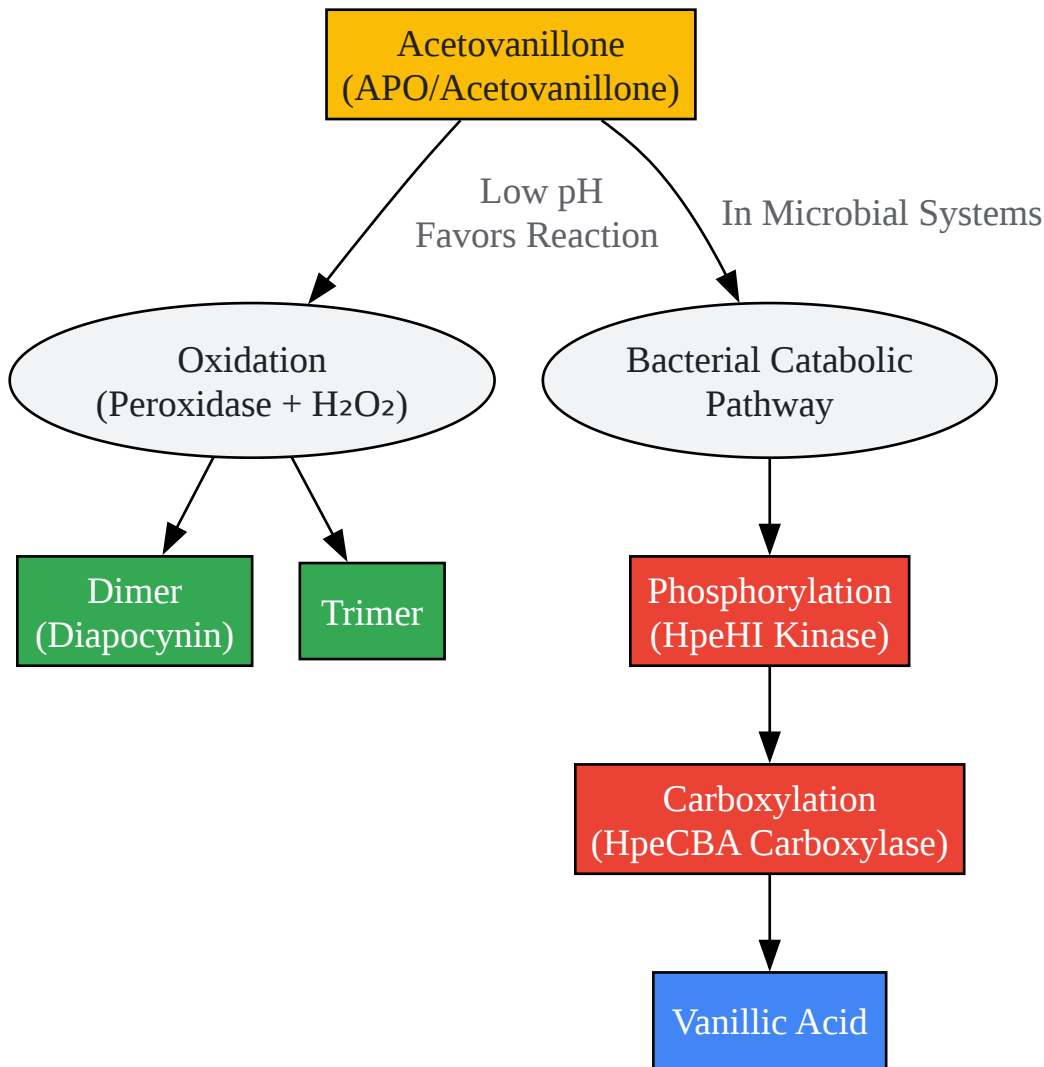 Acetovanillone
(APO/Acetovanillone)
Low pH
Favors Reaction
In Microbial Systems
Oxidation
(Peroxidase + H₂O₂)
Bacterial Catabolic
Pathway
Dimer
(Diapocynin)
Trimer
Phosphorylation
(HpeHI Kinase)
Carboxylation
(HpeCBA Carboxylase)
Vanillic Acid